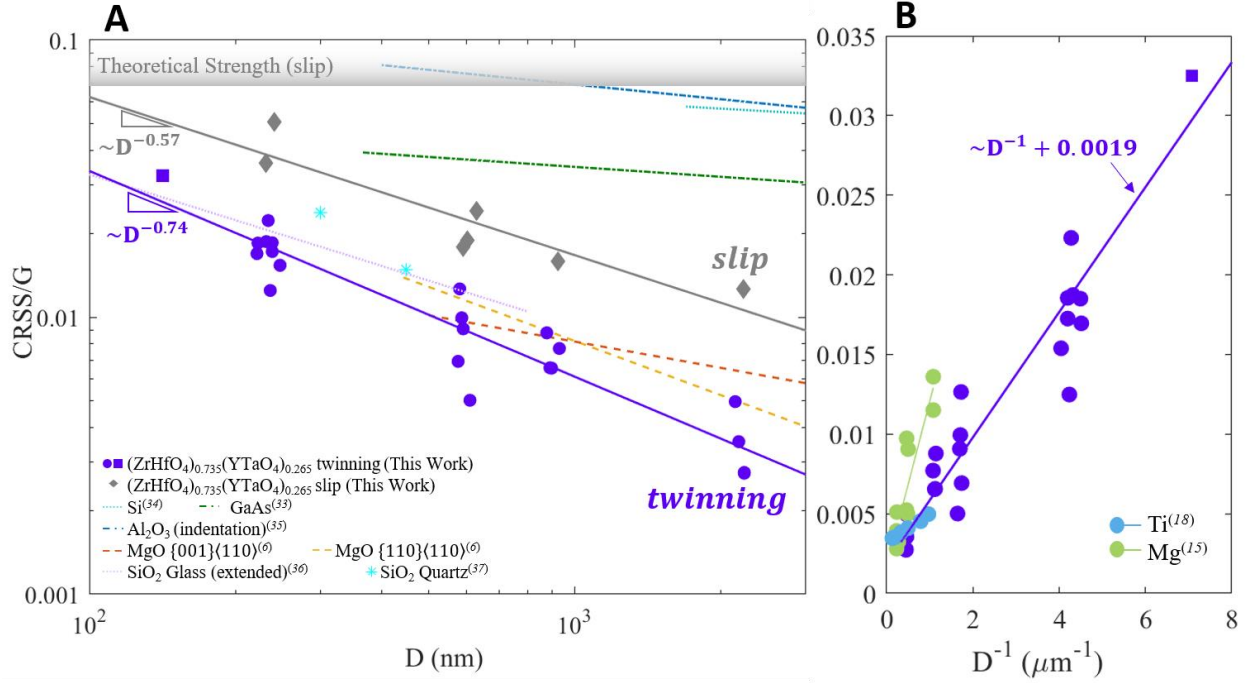 A
0.1
Theoretical Strength (slip)
~D^−0.57
~D^−0.74
slip
0.01
CRSS/G
twinning
(ZrHfO4)0.735(YTaO4)0.265 twinning (This Work)
(ZrHfO4)0.735(YTaO4)0.265 slip (This Work)
Si(34) GaAs(33)
Al2O3 (indentation)(35)
MgO {001}⟨110⟩(6) MgO {110}⟨110⟩(6)
SiO2 Glass (extended)(36) SiO2 Quartz(37)
0.001
10^2 10^3
D (nm)
B
0.035
0.03
~D^−1 + 0.0019
0.025
0.02
0.015
0.01
0.005
Ti(18)
Mg(15)
0
0 2 4 6 8
D^-1 (μm^-1)